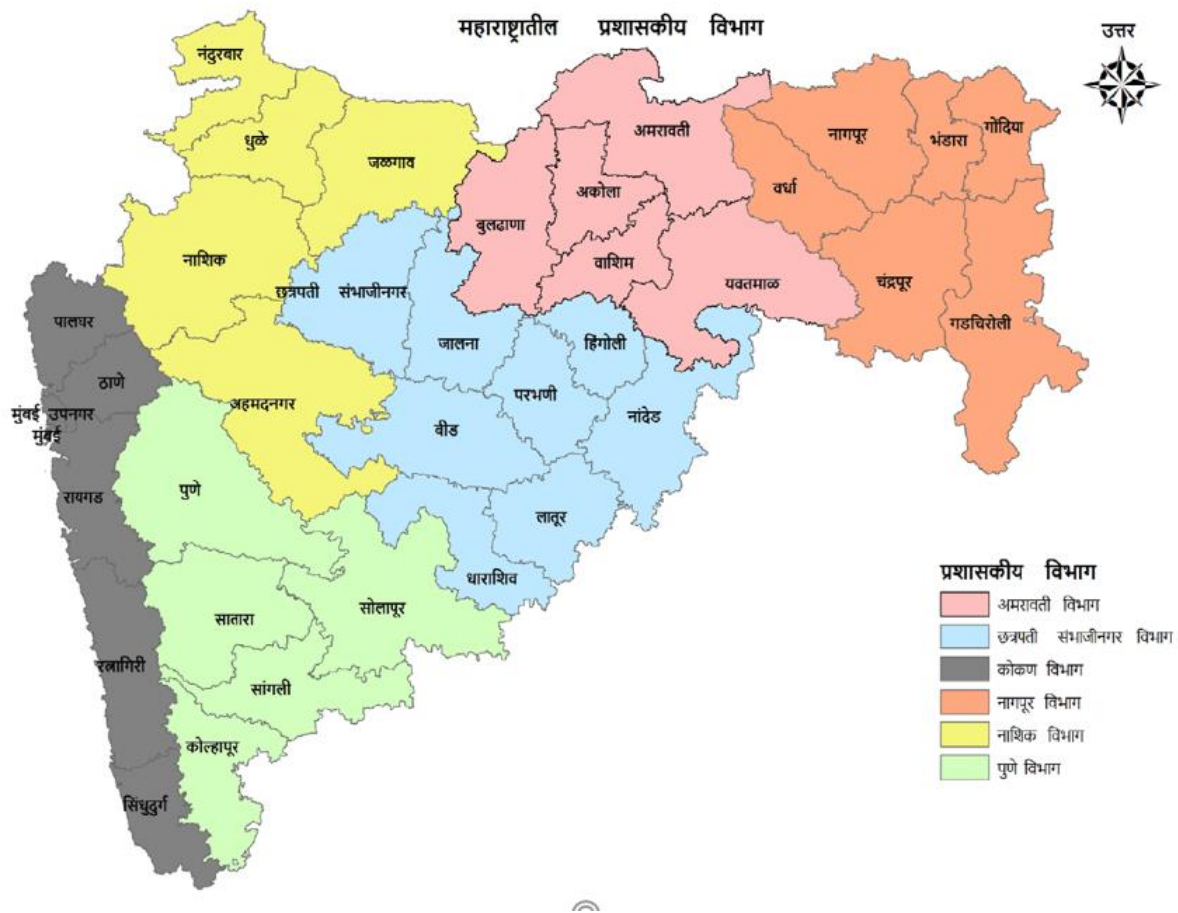 महाराष्ट्रातील प्रशासकीय विभाग
उत्तर
नंदुरबार
धुळे
जळगाव
नाशिक
अहमदनगर
अमरावती
अकोला
बुलढाणा
वाशिम
यवतमाळ
नागपूर
भंडारा
गोंदिया
वर्धा
चंद्रपूर
गडचिरोली
छत्रपती संभाजीनगर
जालना
हिंगोली
परभणी
नांदेड
बीड
लातूर
धाराशिव
पालघर
ठाणे
मुंबई उपनगर
मुंबई
रायगड
रत्नागिरी
सिंधुदुर्ग
पुणे
सातारा
सोलापूर
सांगली
कोल्हापूर
प्रशासकीय विभाग
अमरावती विभाग
छत्रपती संभाजीनगर विभाग
कोकण विभाग
नागपूर विभाग
नाशिक विभाग
पुणे विभाग